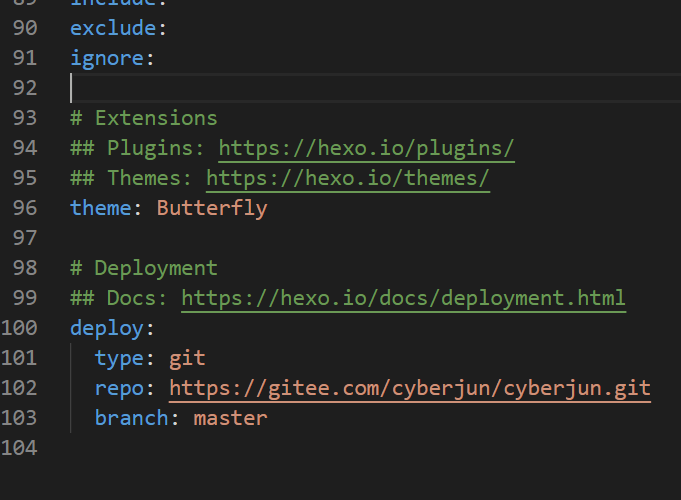 89 include:
90 exclude:
91 ignore:
92
93 # Extensions
94 ## Plugins: https://hexo.io/plugins/
95 ## Themes: https://hexo.io/themes/
96 theme: Butterfly
97
98 # Deployment
99 ## Docs: https://hexo.io/docs/deployment.html
100 deploy:
101 type: git
102 repo: https://gitee.com/cyberjun/cyberjun.git
103 branch: master
104